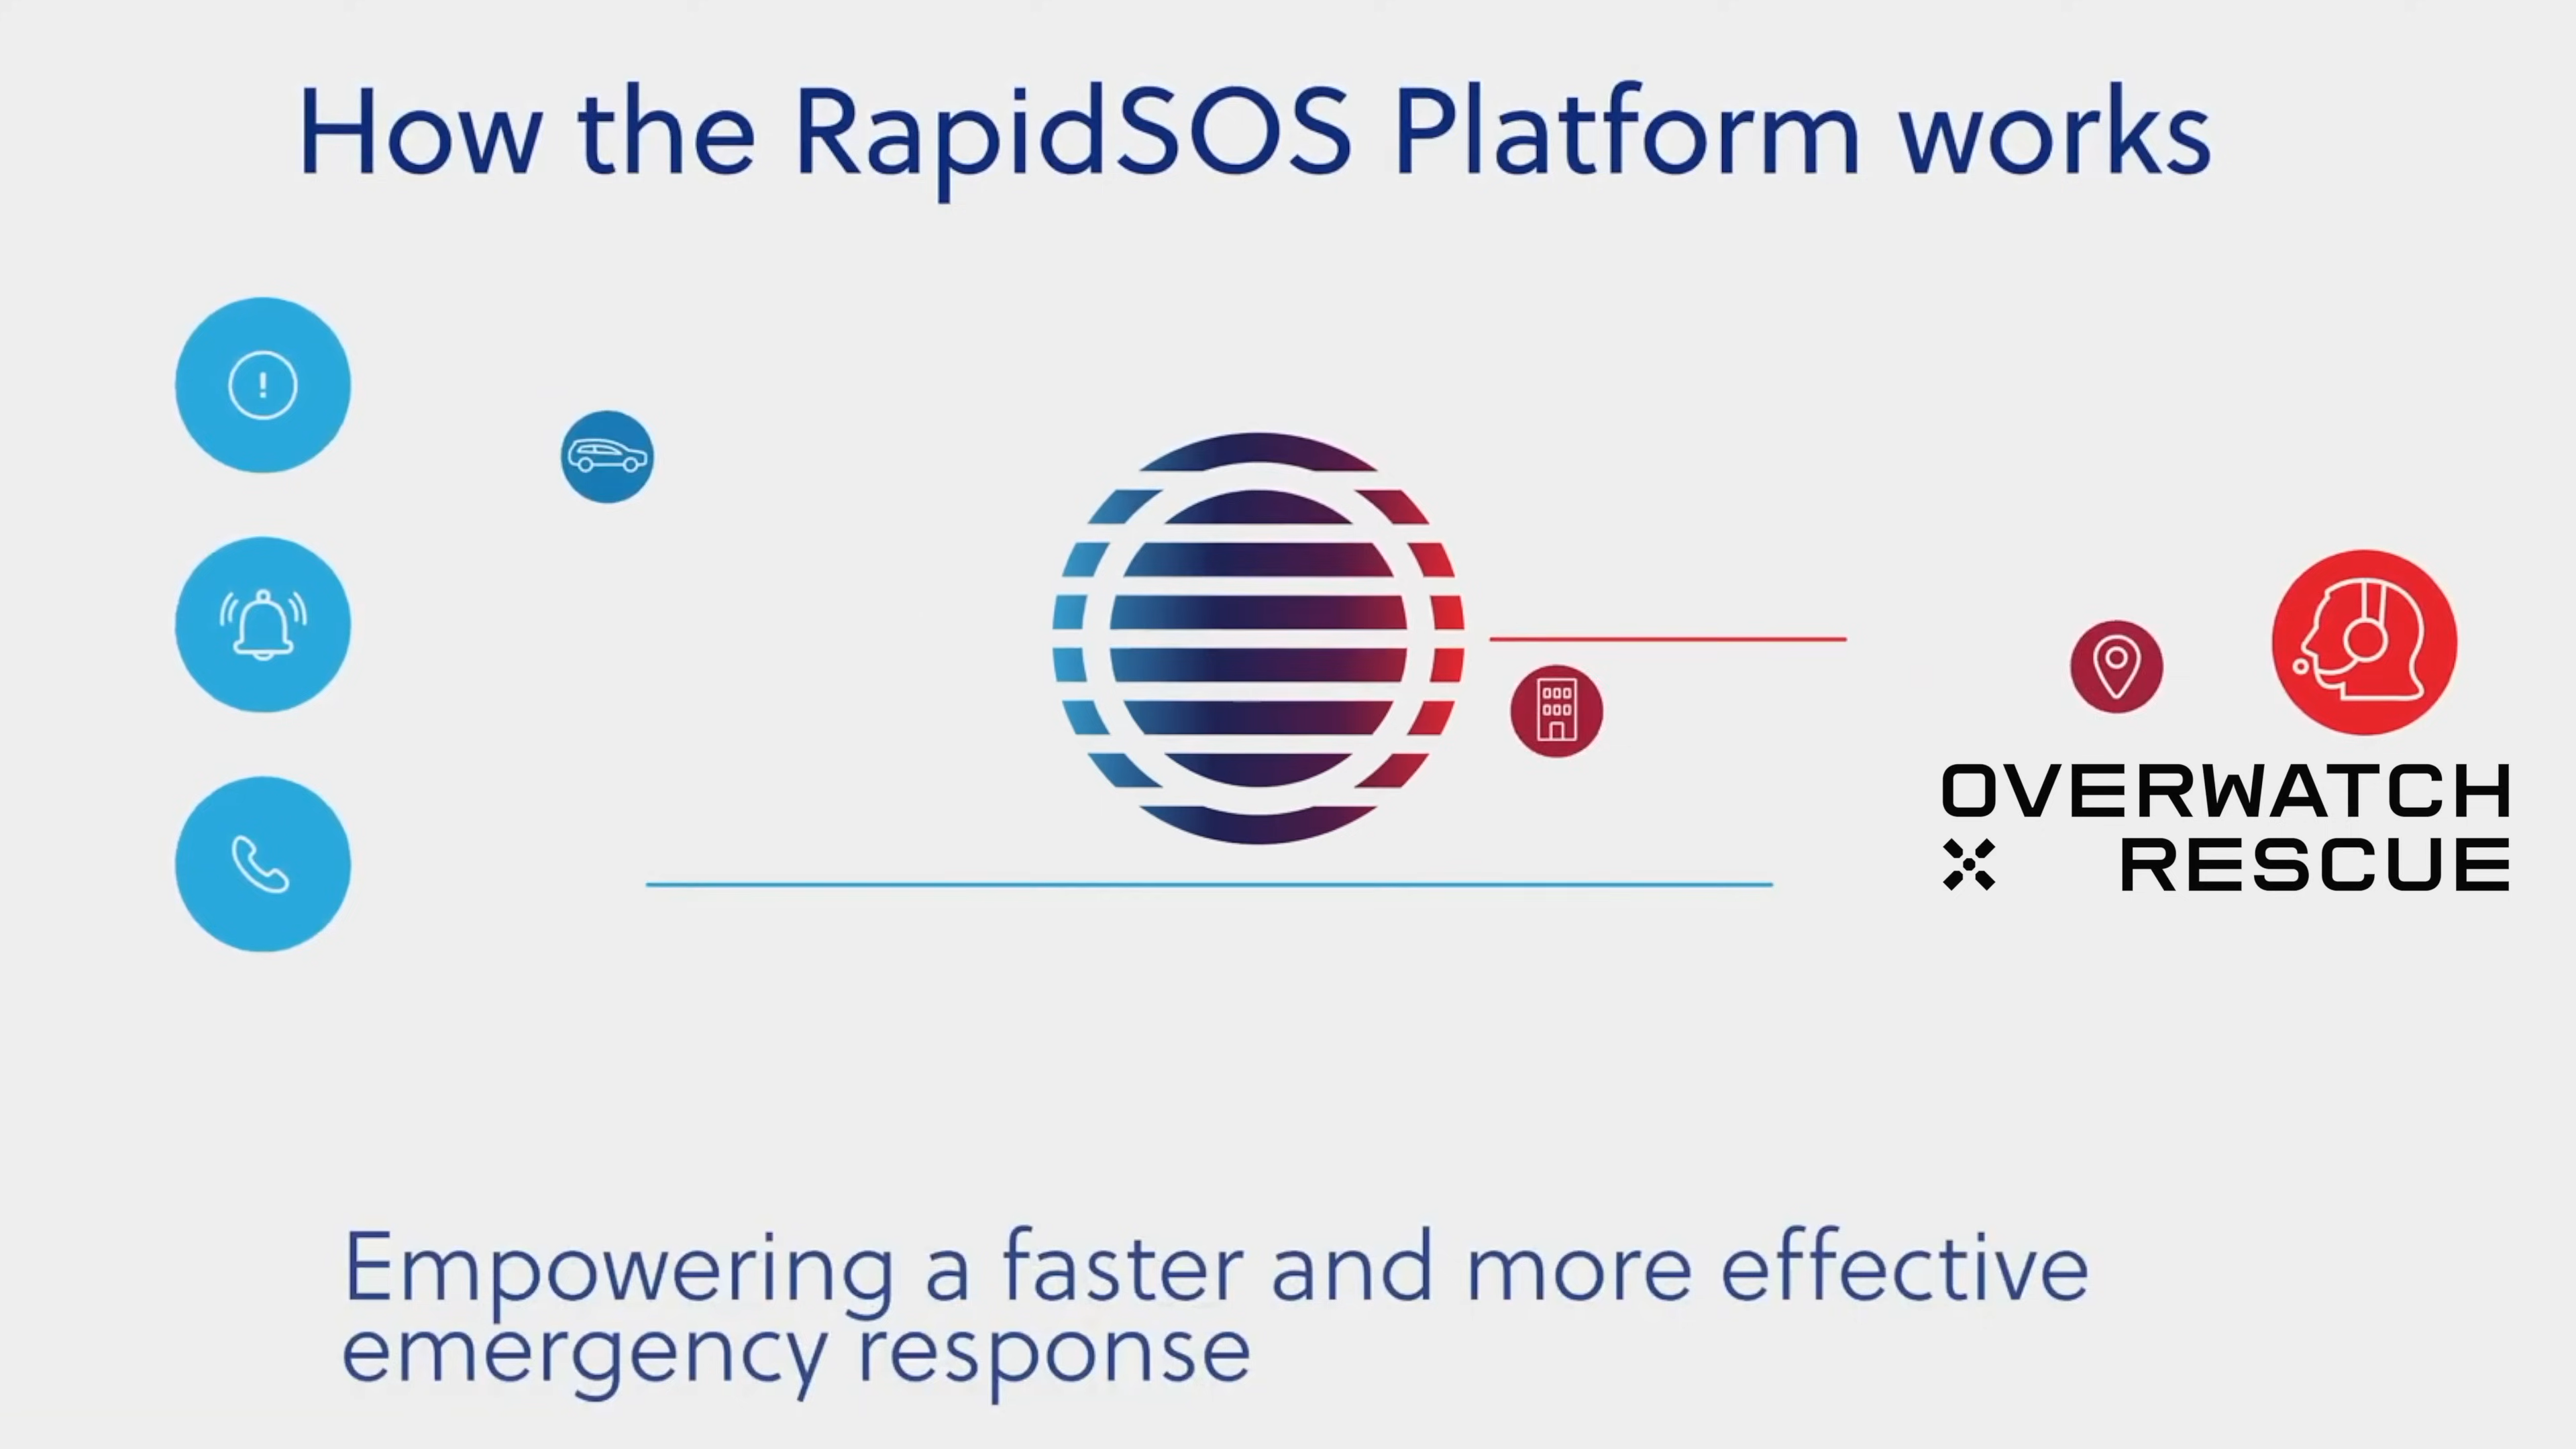 How the RapidSOS Platform works
OVERWATCH
RESCUE
Empowering a faster and more effective
emergency response